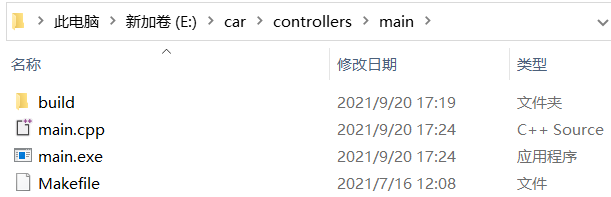 此电脑 > 新加卷 (E:) > car > controllers > main >
名称 修改日期 类型
build 2021/9/20 17:19 文件夹
main.cpp 2021/9/20 17:24 C++ Source
main.exe 2021/9/20 17:24 应用程序
Makefile 2021/7/16 12:08 文件